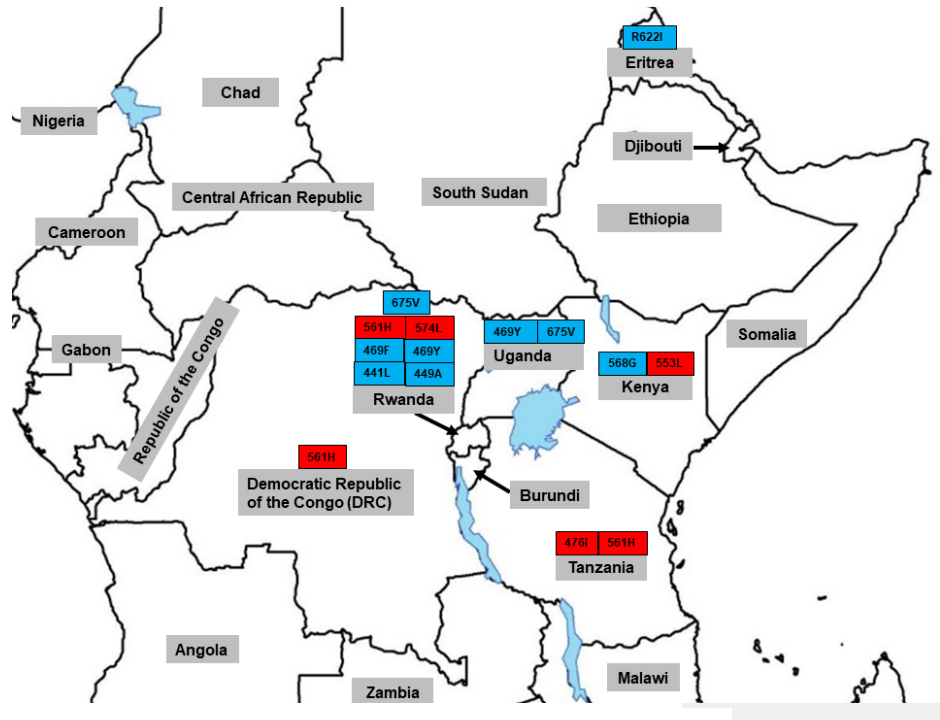 R622I
Eritrea
Chad
Nigeria
Djibouti
Central African Republic
South Sudan
Ethiopia
Cameroon
675V
561H 574L
469F 469Y
441L 449A
Rwanda
469Y 675V
Uganda
Somalia
Gabon
Republic of the Congo
568G 553L
Kenya
561H
Democratic Republic
of the Congo (DRC)
Burundi
476I 561H
Tanzania
Angola
Malawi
Zambia